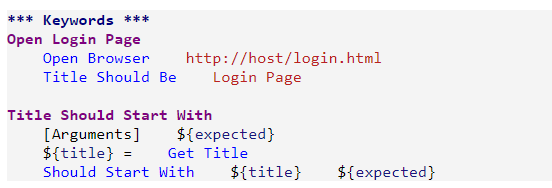 *** Keywords ***
Open Login Page
    Open Browser    http://host/login.html
    Title Should Be    Login Page

Title Should Start With
    [Arguments]    ${expected}
    ${title} =    Get Title
    Should Start With    ${title}    ${expected}